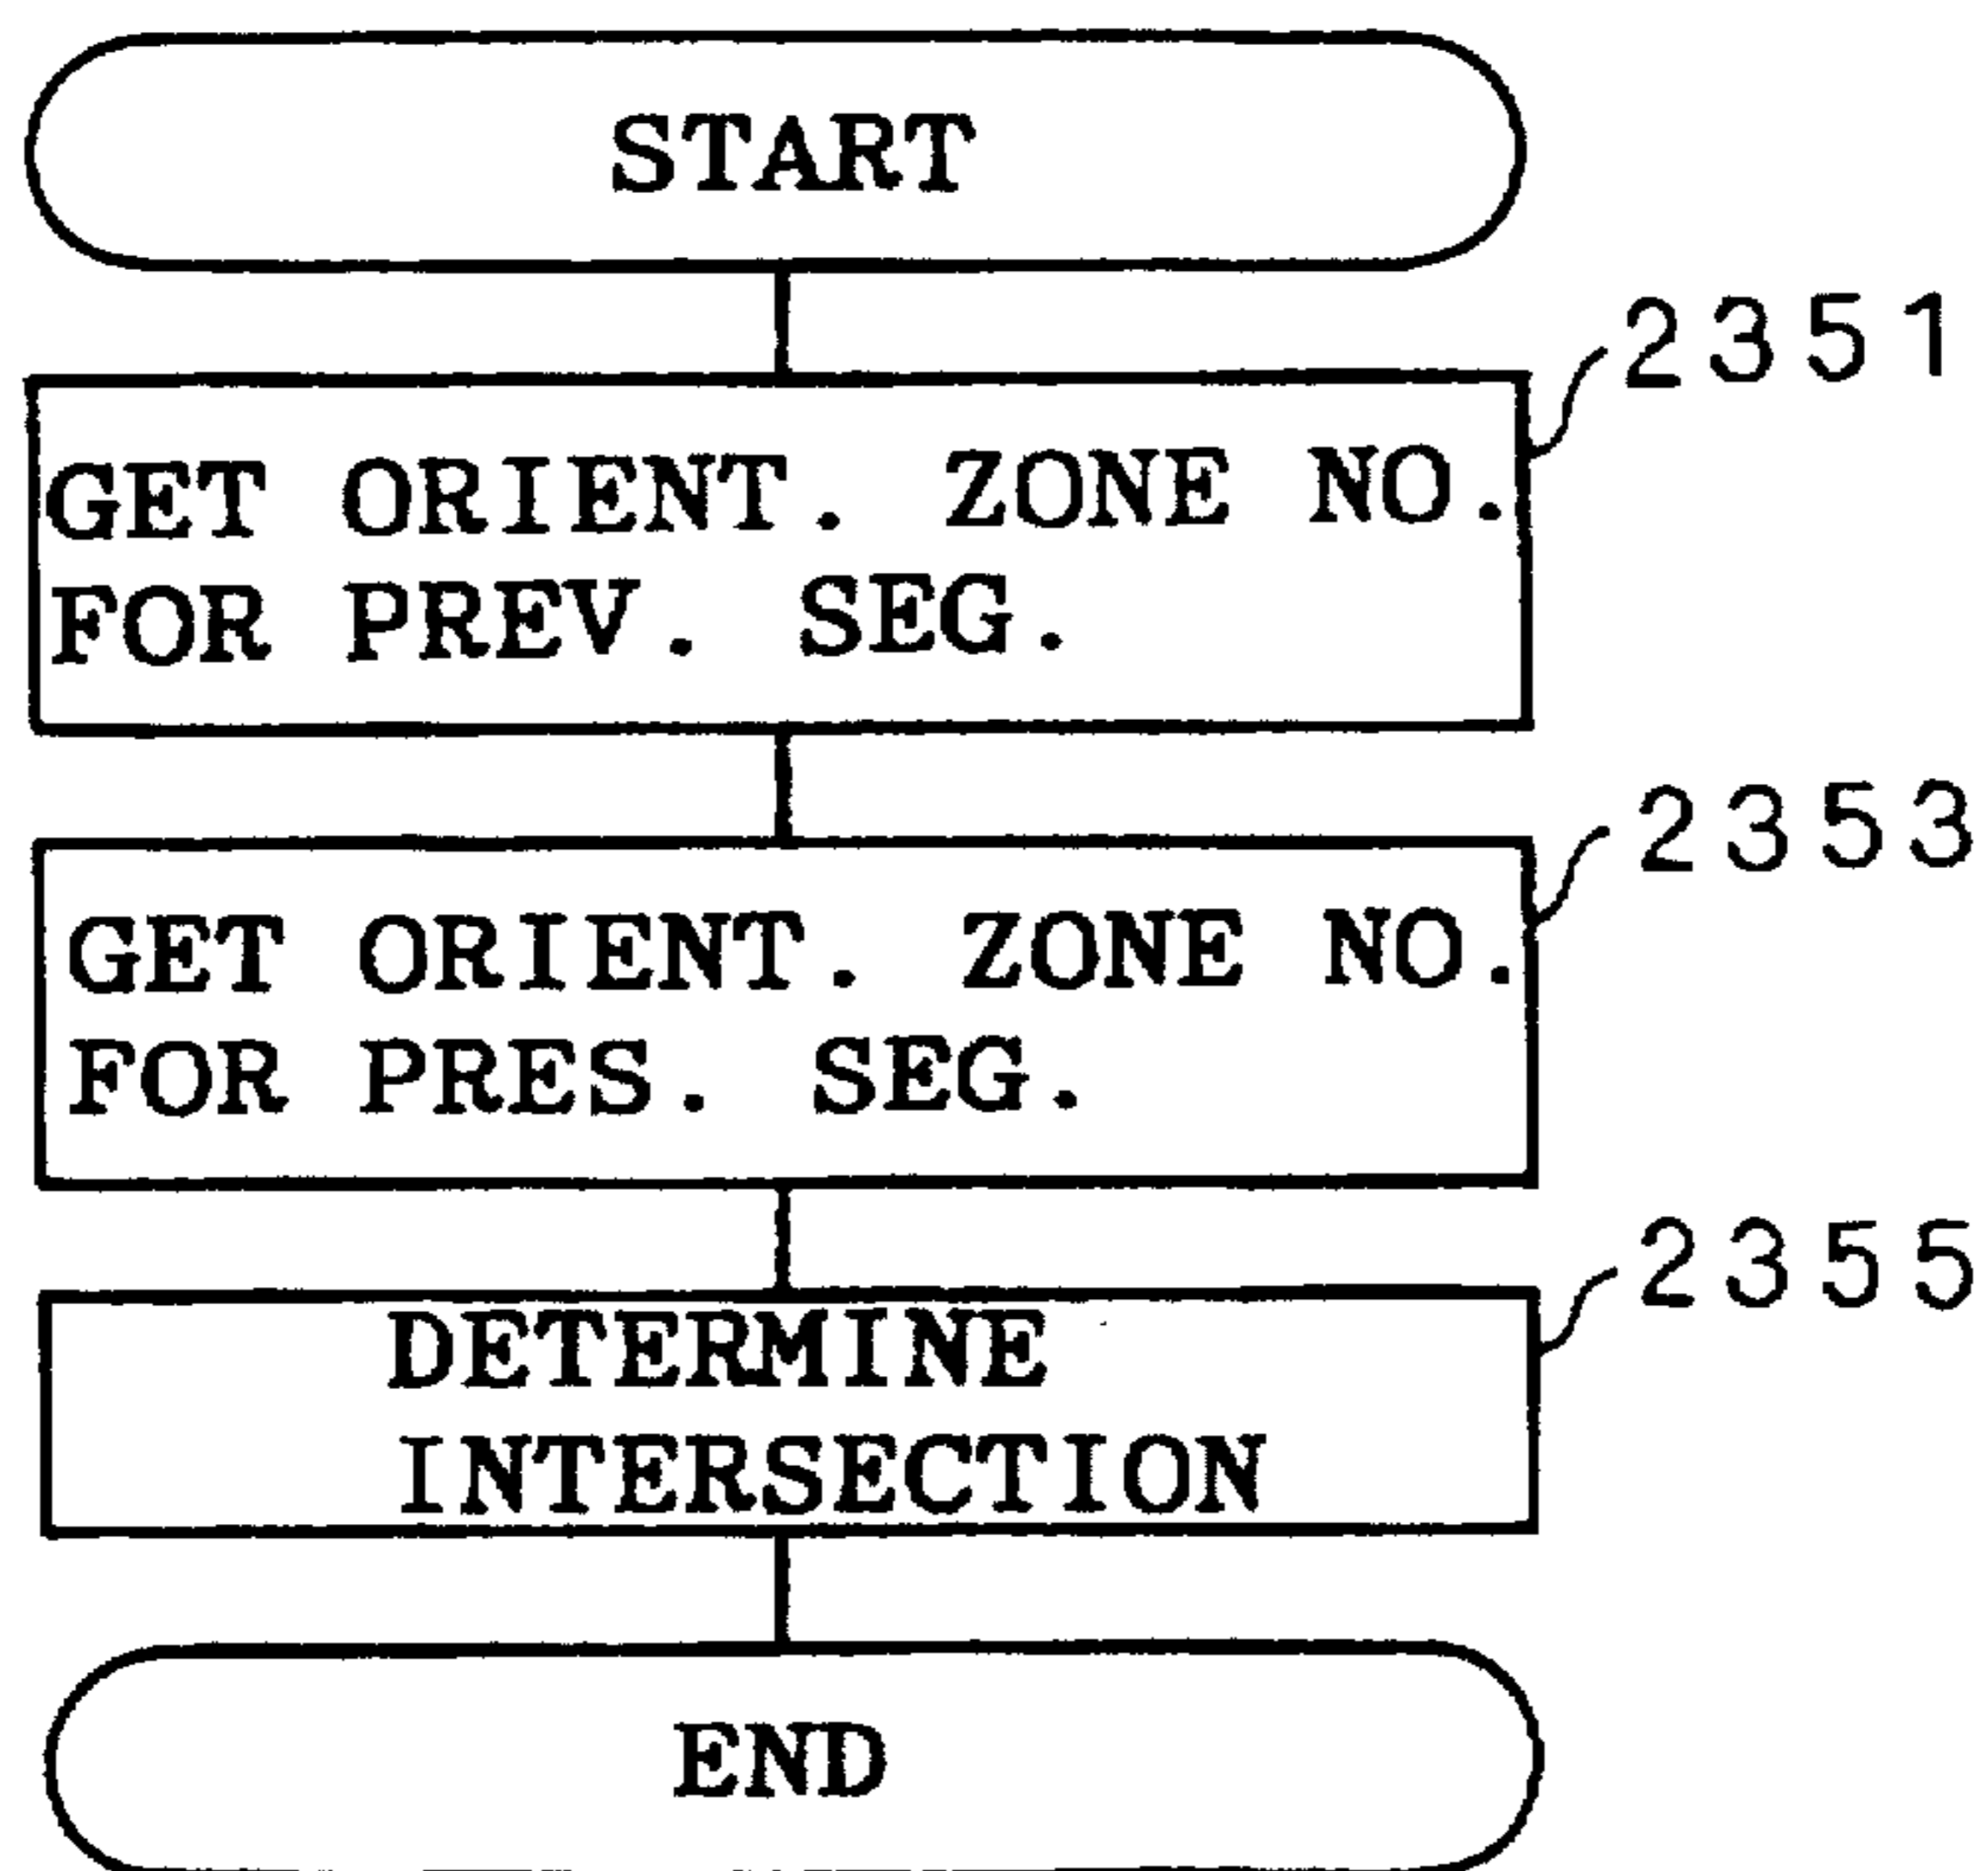 START
2351
GET ORIENT. ZONE NO.
FOR PREV. SEG.
2353
GET ORIENT. ZONE NO.
FOR PRES. SEG.
2355
DETERMINE
INTERSECTION
END